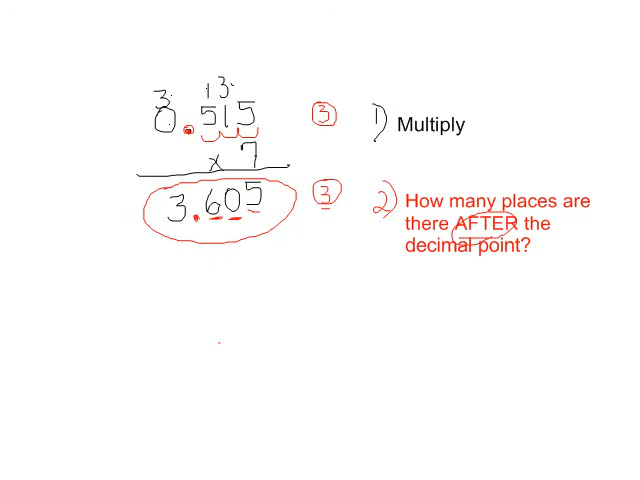 3 13
0.515 3 1) Multiply
x 7
3.605 3 2) How many places are
there AFTER the
decimal point?